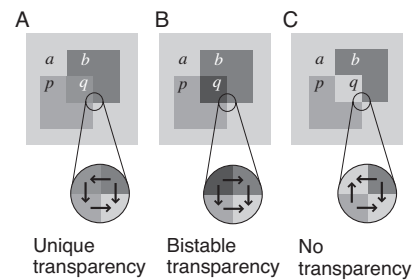 A B C
a b a b a b
p q p q p q
Unique Bistable No
transparency transparency transparency